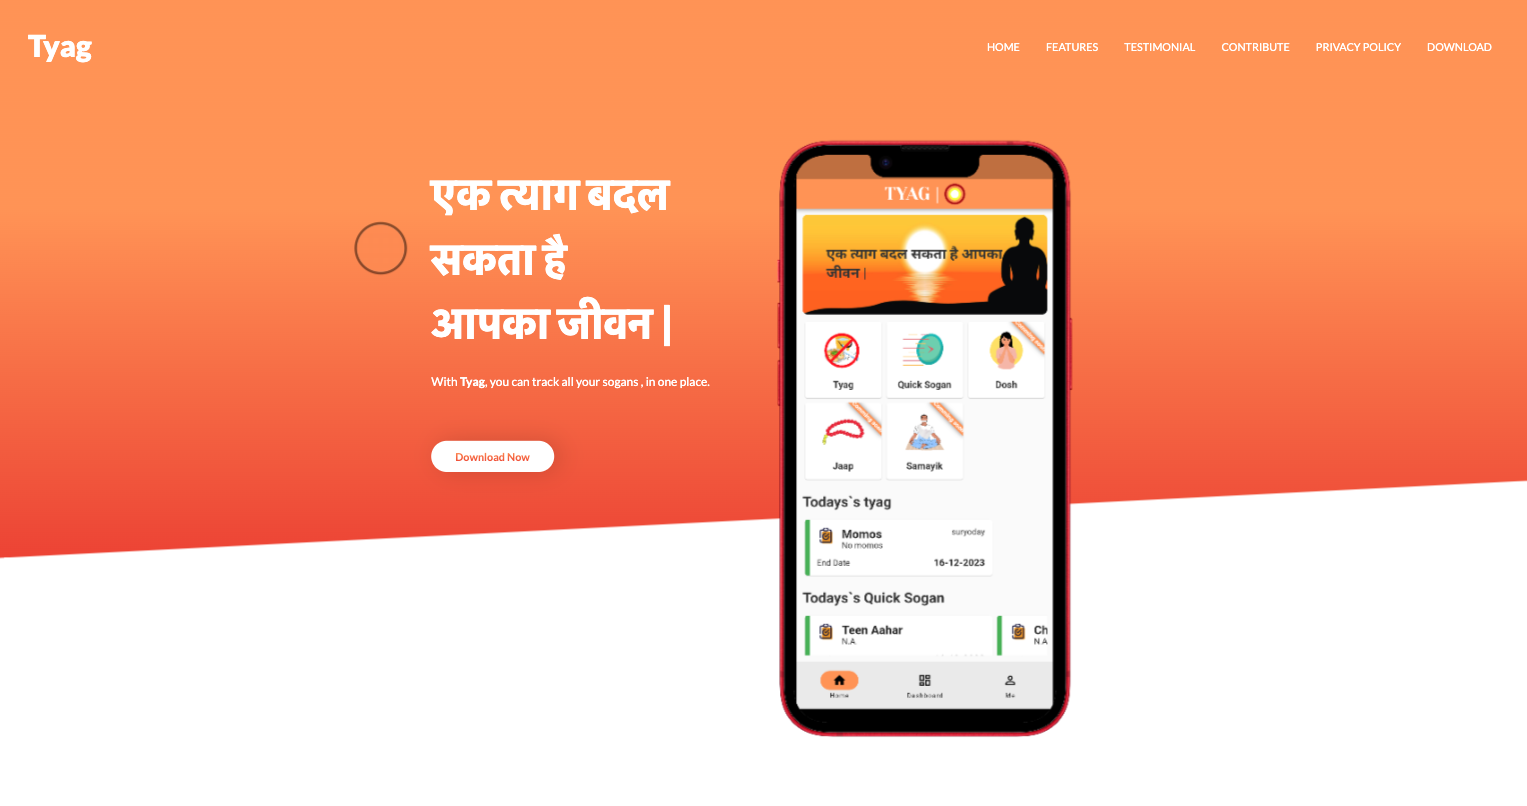 Tyag
HOME FEATURES TESTIMONIAL CONTRIBUTE PRIVACY POLICY DOWNLOAD
एक त्याग बदल
सकता है
आपका जीवन |
With Tyag, you can track all your sogans , in one place.
Download Now
TYAG |
एक त्याग बदल सकता है आपका
जीवन |
Tyag Quick Sogan Dosh
Jaap Samayik
Todays`s tyag
Momos suryoday
No momos
End Date 16-12-2023
Todays`s Quick Sogan
Teen Aahar Ch
N.A. N.A
Home Dashboard Me